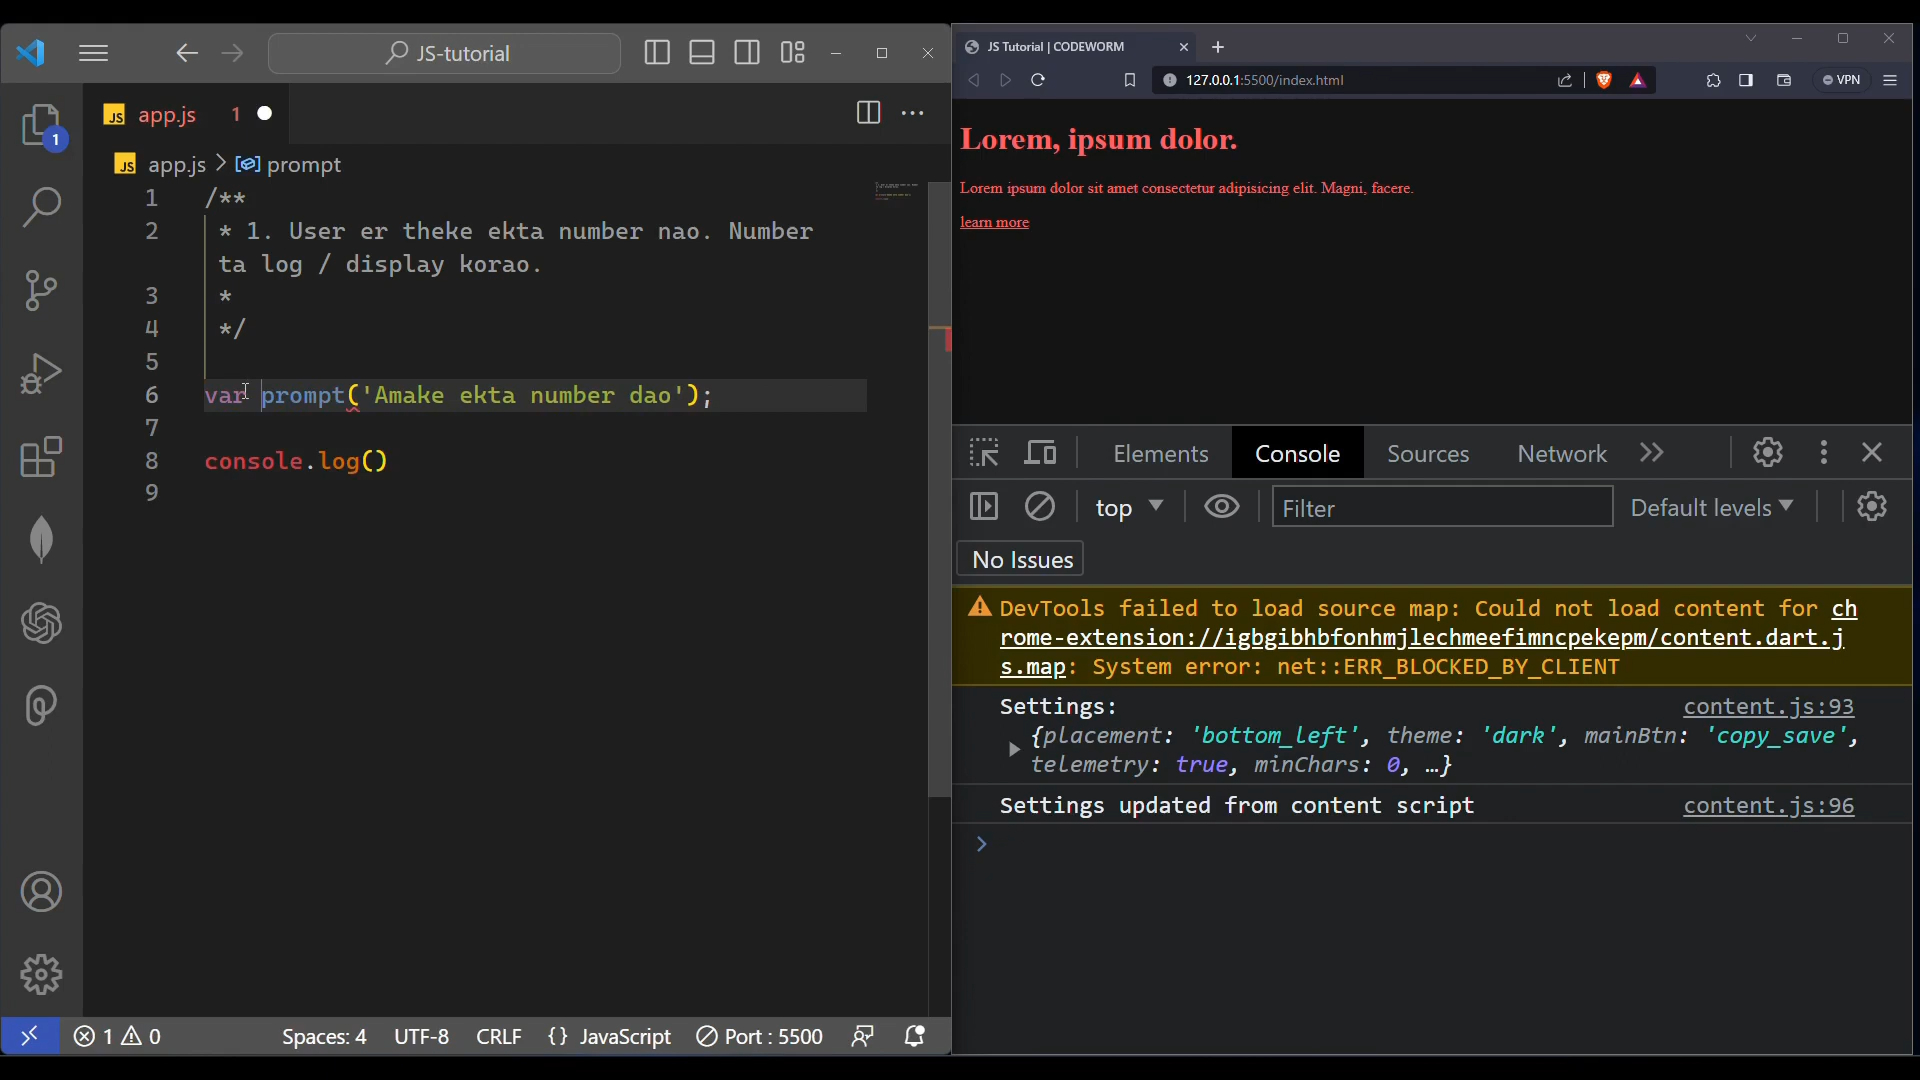 JS-tutorial
JS app.js 1
JS app.js > prompt
1 /**
2 * 1. User er theke ekta number nao. Number
ta log / display korao.
3 *
4 */
5
6 var prompt('Amake ekta number dao');
7
8 console.log()
9
1
1 0 Spaces: 4 UTF-8 CRLF {} JavaScript Port : 5500
JS Tutorial | CODEWORM
127.0.0.1:5500/index.html VPN
Lorem, ipsum dolor.
Lorem ipsum dolor sit amet consectetur adipisicing elit. Magni, facere.
learn more
Elements Console Sources Network
top Filter Default levels
No Issues
DevTools failed to load source map: Could not load content for ch
rome-extension://igbgibhbfonhmjlechmeefimncpekepm/content.dart.j
s.map: System error: net::ERR_BLOCKED_BY_CLIENT
Settings: content.js:93
{placement: 'bottom_left', theme: 'dark', mainBtn: 'copy_save',
telemetry: true, minChars: 0, …}
Settings updated from content script content.js:96